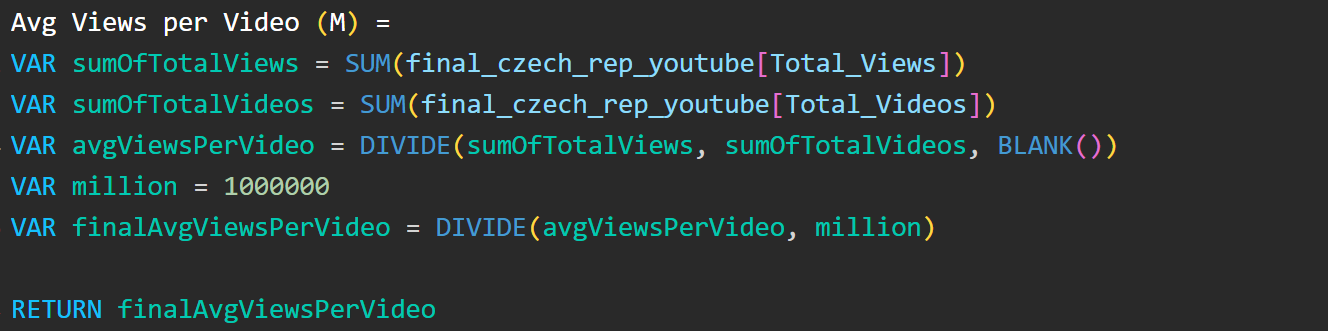 Avg Views per Video (M) =
VAR sumOfTotalViews = SUM(final_czech_rep_youtube[Total_Views])
VAR sumOfTotalVideos = SUM(final_czech_rep_youtube[Total_Videos])
VAR avgViewsPerVideo = DIVIDE(sumOfTotalViews, sumOfTotalVideos, BLANK())
VAR million = 1000000
VAR finalAvgViewsPerVideo = DIVIDE(avgViewsPerVideo, million)
RETURN finalAvgViewsPerVideo